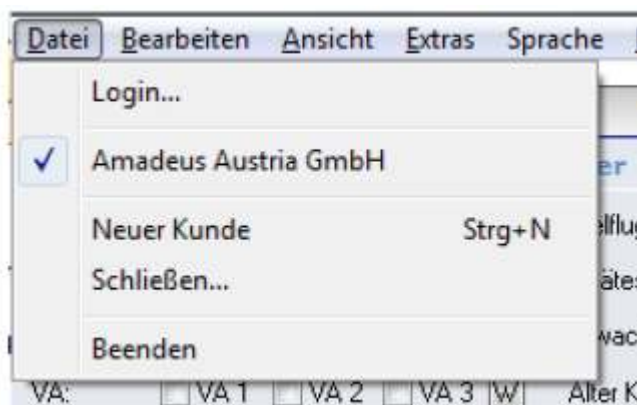 Datei Bearbeiten Ansicht Extras Sprache
Login...
Amadeus Austria GmbH
Neuer Kunde Strg+N
Schließen...
Beenden
VA: VA 1 VA 2 VA 3 W Alter K